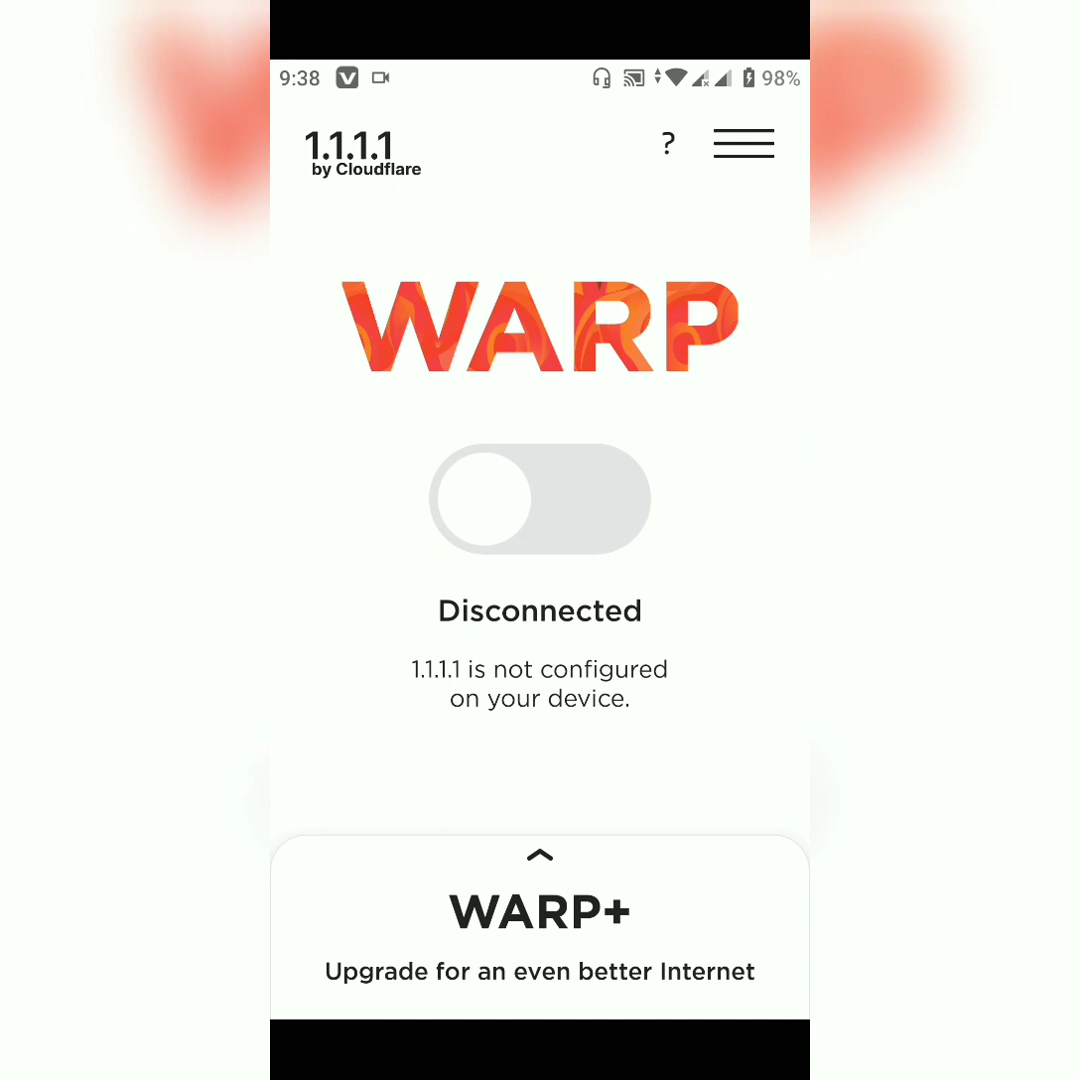 9:38 98%
1.1.1.1 ?
by Cloudflare
WARP
Disconnected
1.1.1.1 is not configured
on your device.
WARP+
Upgrade for an even better Internet